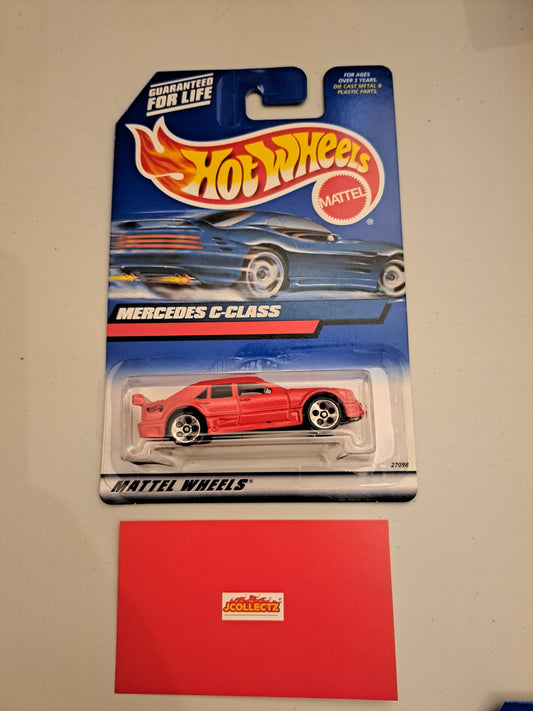 GUARANTEED
FOR LIFE
FOR AGES
OVER 3 YEARS.
DIE CAST METAL &
PLASTIC PARTS.
HOT WHEELS
MATTEL
®
MERCEDES C-CLASS
27098
MATTEL WHEELS®
JCOLLECTZ